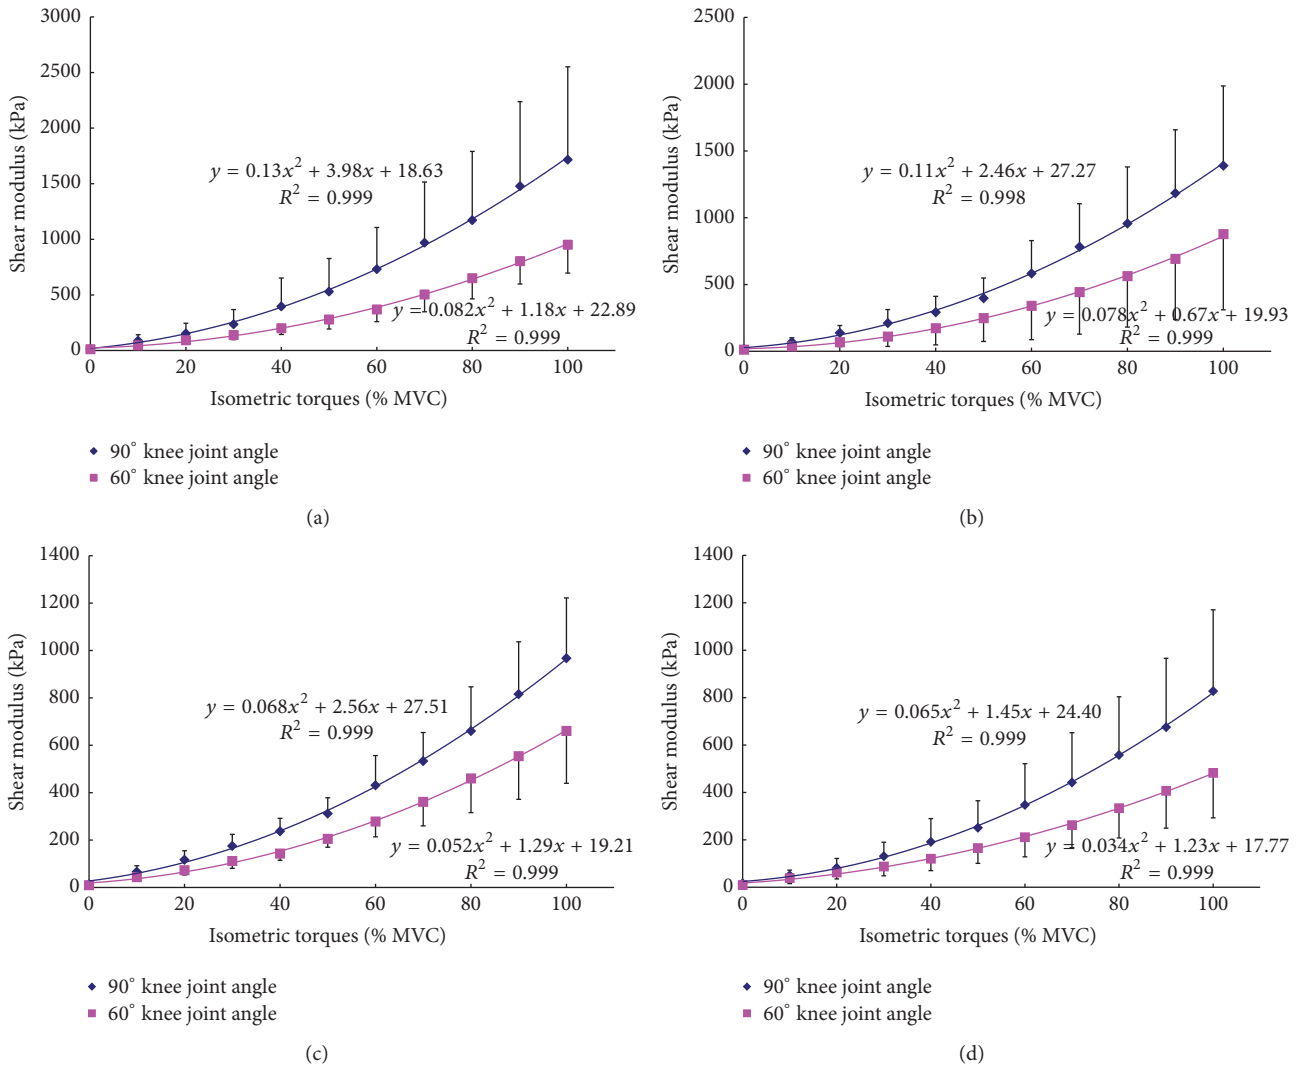 3000
2500
2000
1500
1000
500
0
Shear modulus (kPa)
y = 0.13x² + 3.98x + 18.63
R² = 0.999
y = 0.082x² + 1.18x + 22.89
R² = 0.999
0 20 40 60 80 100
Isometric torques (% MVC)
90° knee joint angle
60° knee joint angle
(a)
2500
2000
1500
1000
500
0
Shear modulus (kPa)
y = 0.11x² + 2.46x + 27.27
R² = 0.998
y = 0.078x² + 0.67x + 19.93
R² = 0.999
0 20 40 60 80 100
Isometric torques (% MVC)
90° knee joint angle
60° knee joint angle
(b)
1400
1200
1000
800
600
400
200
0
Shear modulus (kPa)
y = 0.068x² + 2.56x + 27.51
R² = 0.999
y = 0.052x² + 1.29x + 19.21
R² = 0.999
0 20 40 60 80 100
Isometric torques (% MVC)
90° knee joint angle
60° knee joint angle
(c)
1400
1200
1000
800
600
400
200
0
Shear modulus (kPa)
y = 0.065x² + 1.45x + 24.40
R² = 0.999
y = 0.034x² + 1.23x + 17.77
R² = 0.999
0 20 40 60 80 100
Isometric torques (% MVC)
90° knee joint angle
60° knee joint angle
(d)